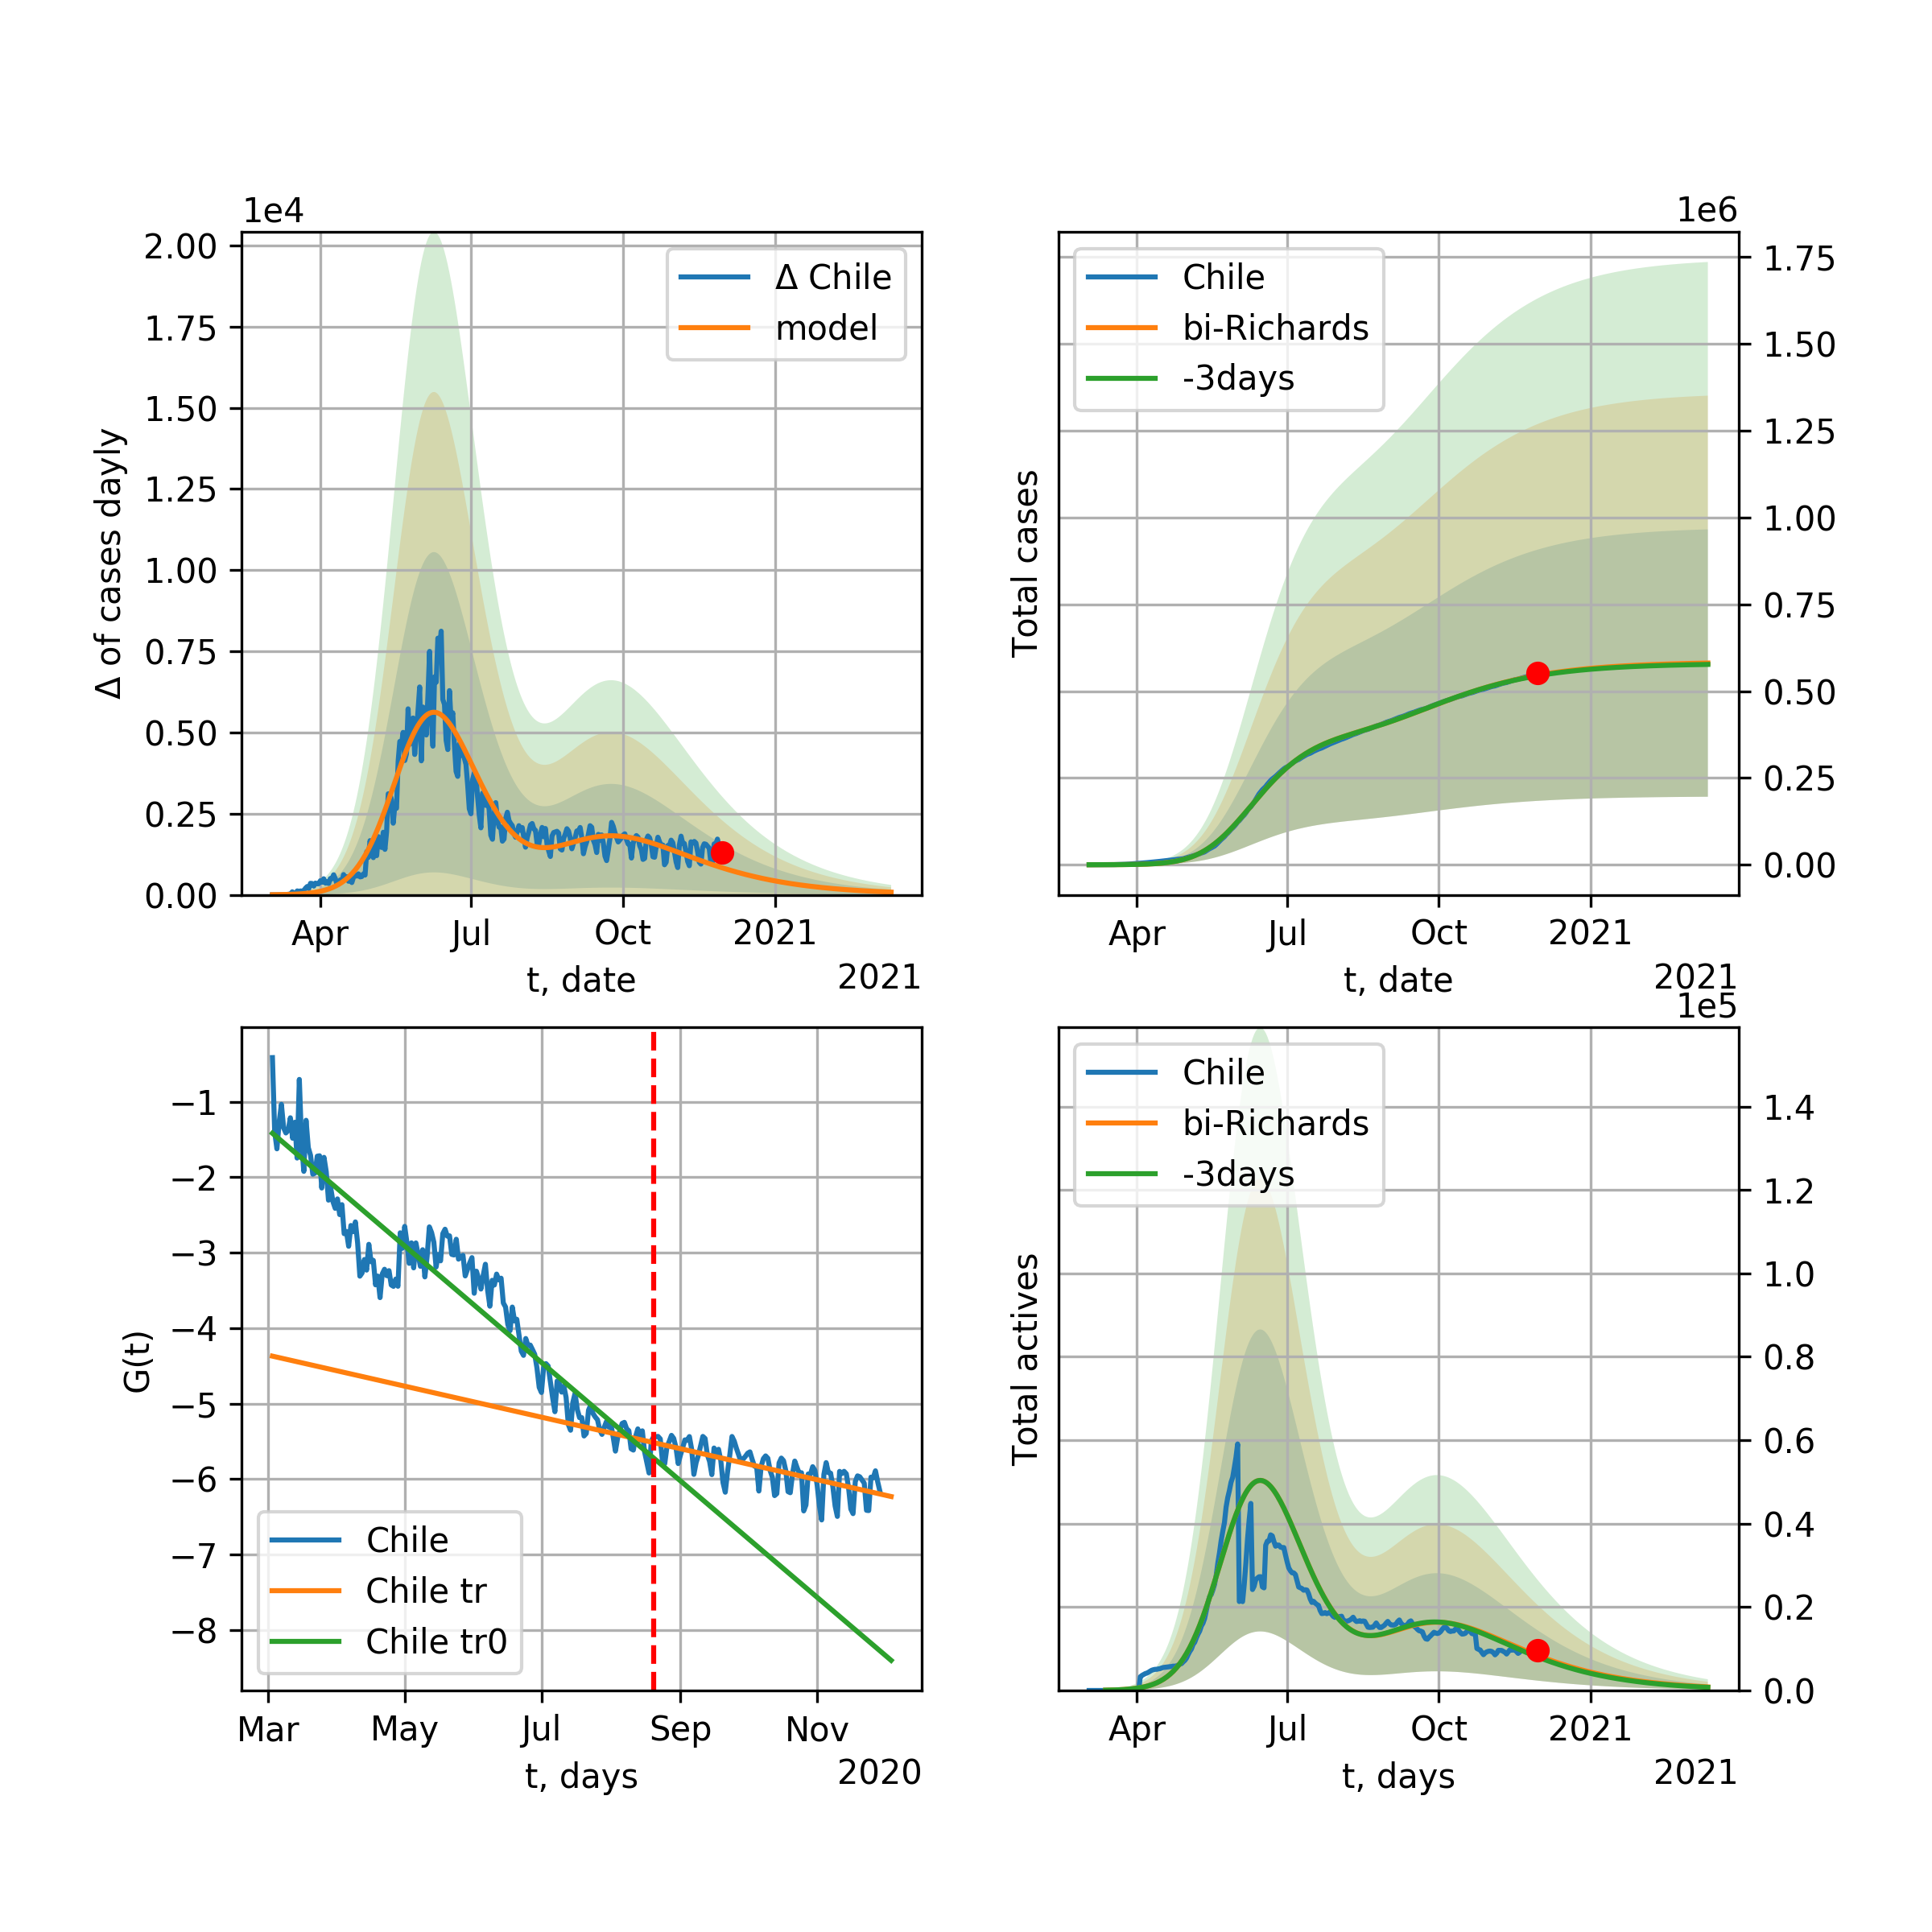 1e4
2.00
1.75
1.50
1.25
1.00
0.75
0.50
0.25
0.00
Δ of cases dayly
Δ Chile
model
Apr Jul Oct 2021
t, date
2021
1e6
Chile
bi-Richards
-3days
Total cases
1.75
1.50
1.25
1.00
0.75
0.50
0.25
0.00
Apr Jul Oct 2021
t, date
2021
−1
−2
−3
−4
−5
−6
−7
−8
G(t)
Chile
Chile tr
Chile tr0
Mar May Jul Sep Nov
t, days
2020
1e5
Chile
bi-Richards
-3days
Total actives
1.4
1.2
1.0
0.8
0.6
0.4
0.2
0.0
Apr Jul Oct 2021
t, days
2021